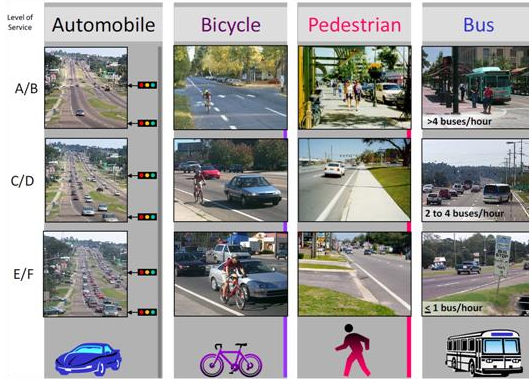 Level of
Service
Automobile
Bicycle
Pedestrian
Bus
A/B
>4 buses/hour
C/D
2 to 4 buses/hour
E/F
≤ 1 bus/hour